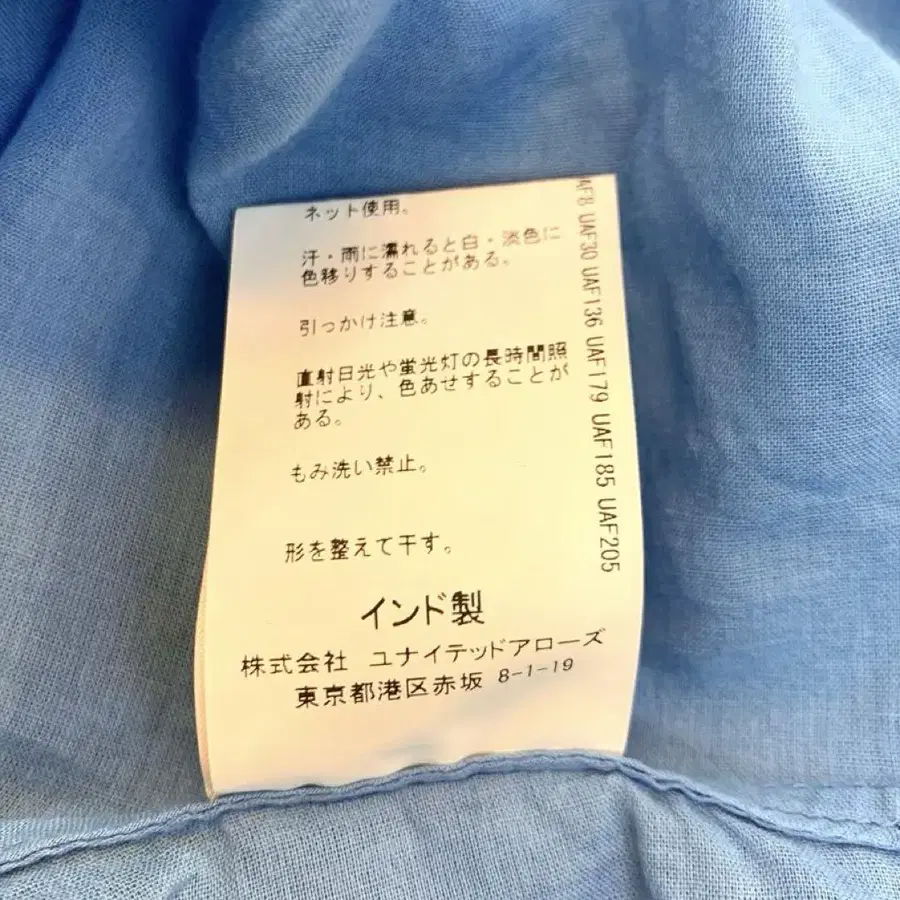 ネット使用。
汗・雨に濡れると白・淡色に
色移りすることがある。
引っかけ注意。
直射日光や蛍光灯の長時間照
射により、色あせすることが
ある。
もみ洗い禁止。
形を整えて干す。
インド製
株式会社 ユナイテッドアローズ
東京都港区赤坂 8-1-19
UAF30 UAF136 UAF179 UAF185 UAF205